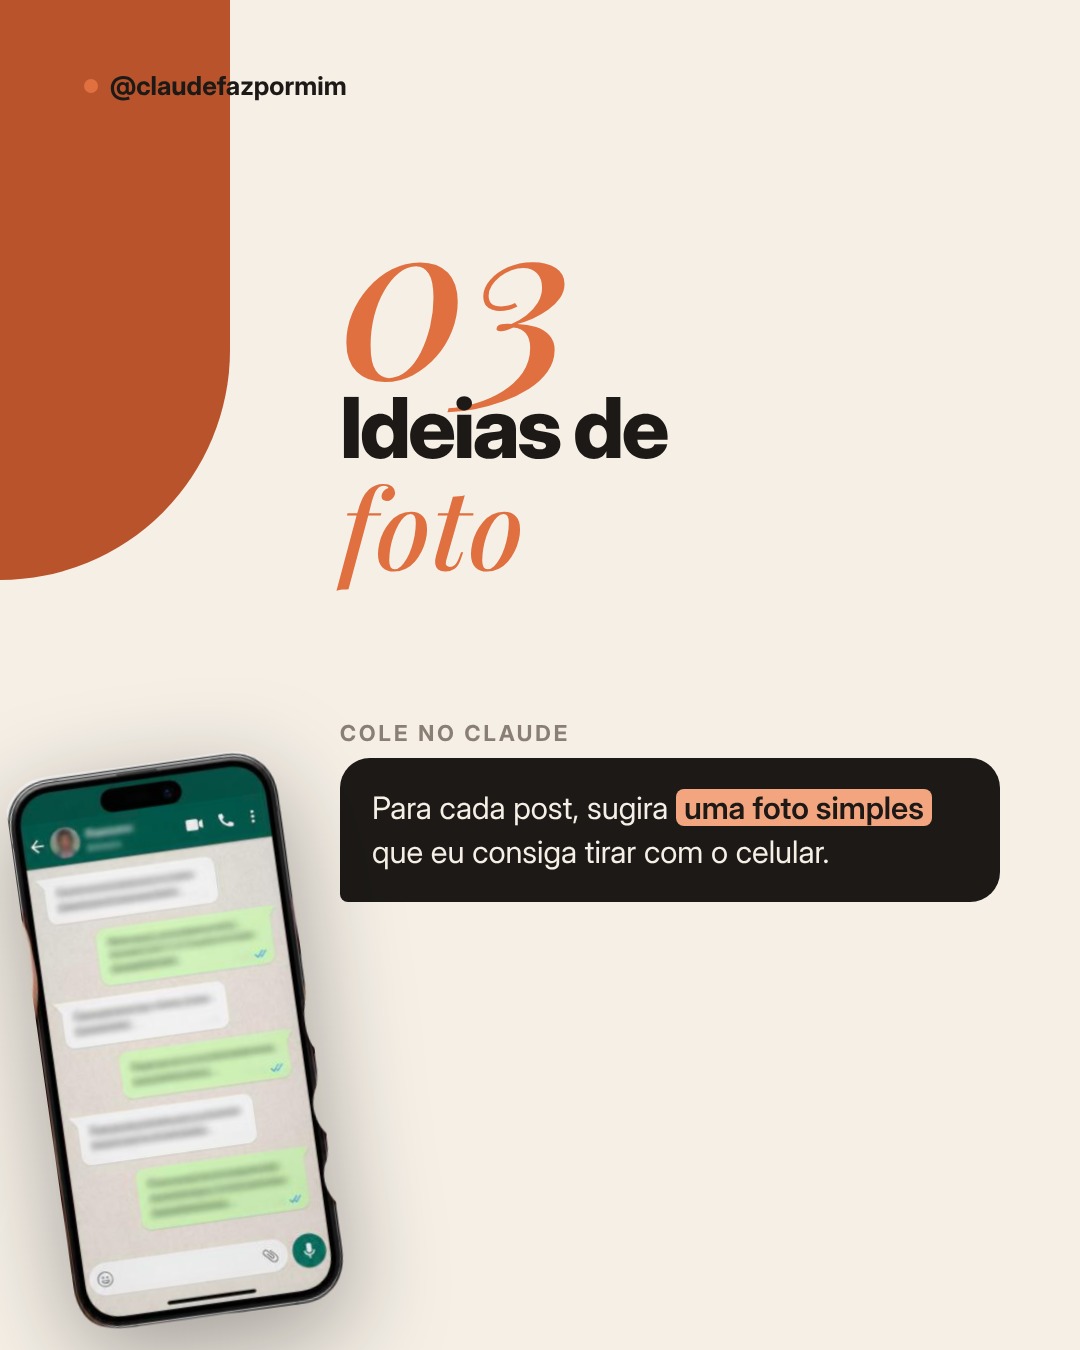 @claudefazpormim
03
Ideias de
foto
COLE NO CLAUDE
Para cada post, sugira uma foto simples
que eu consiga tirar com o celular.